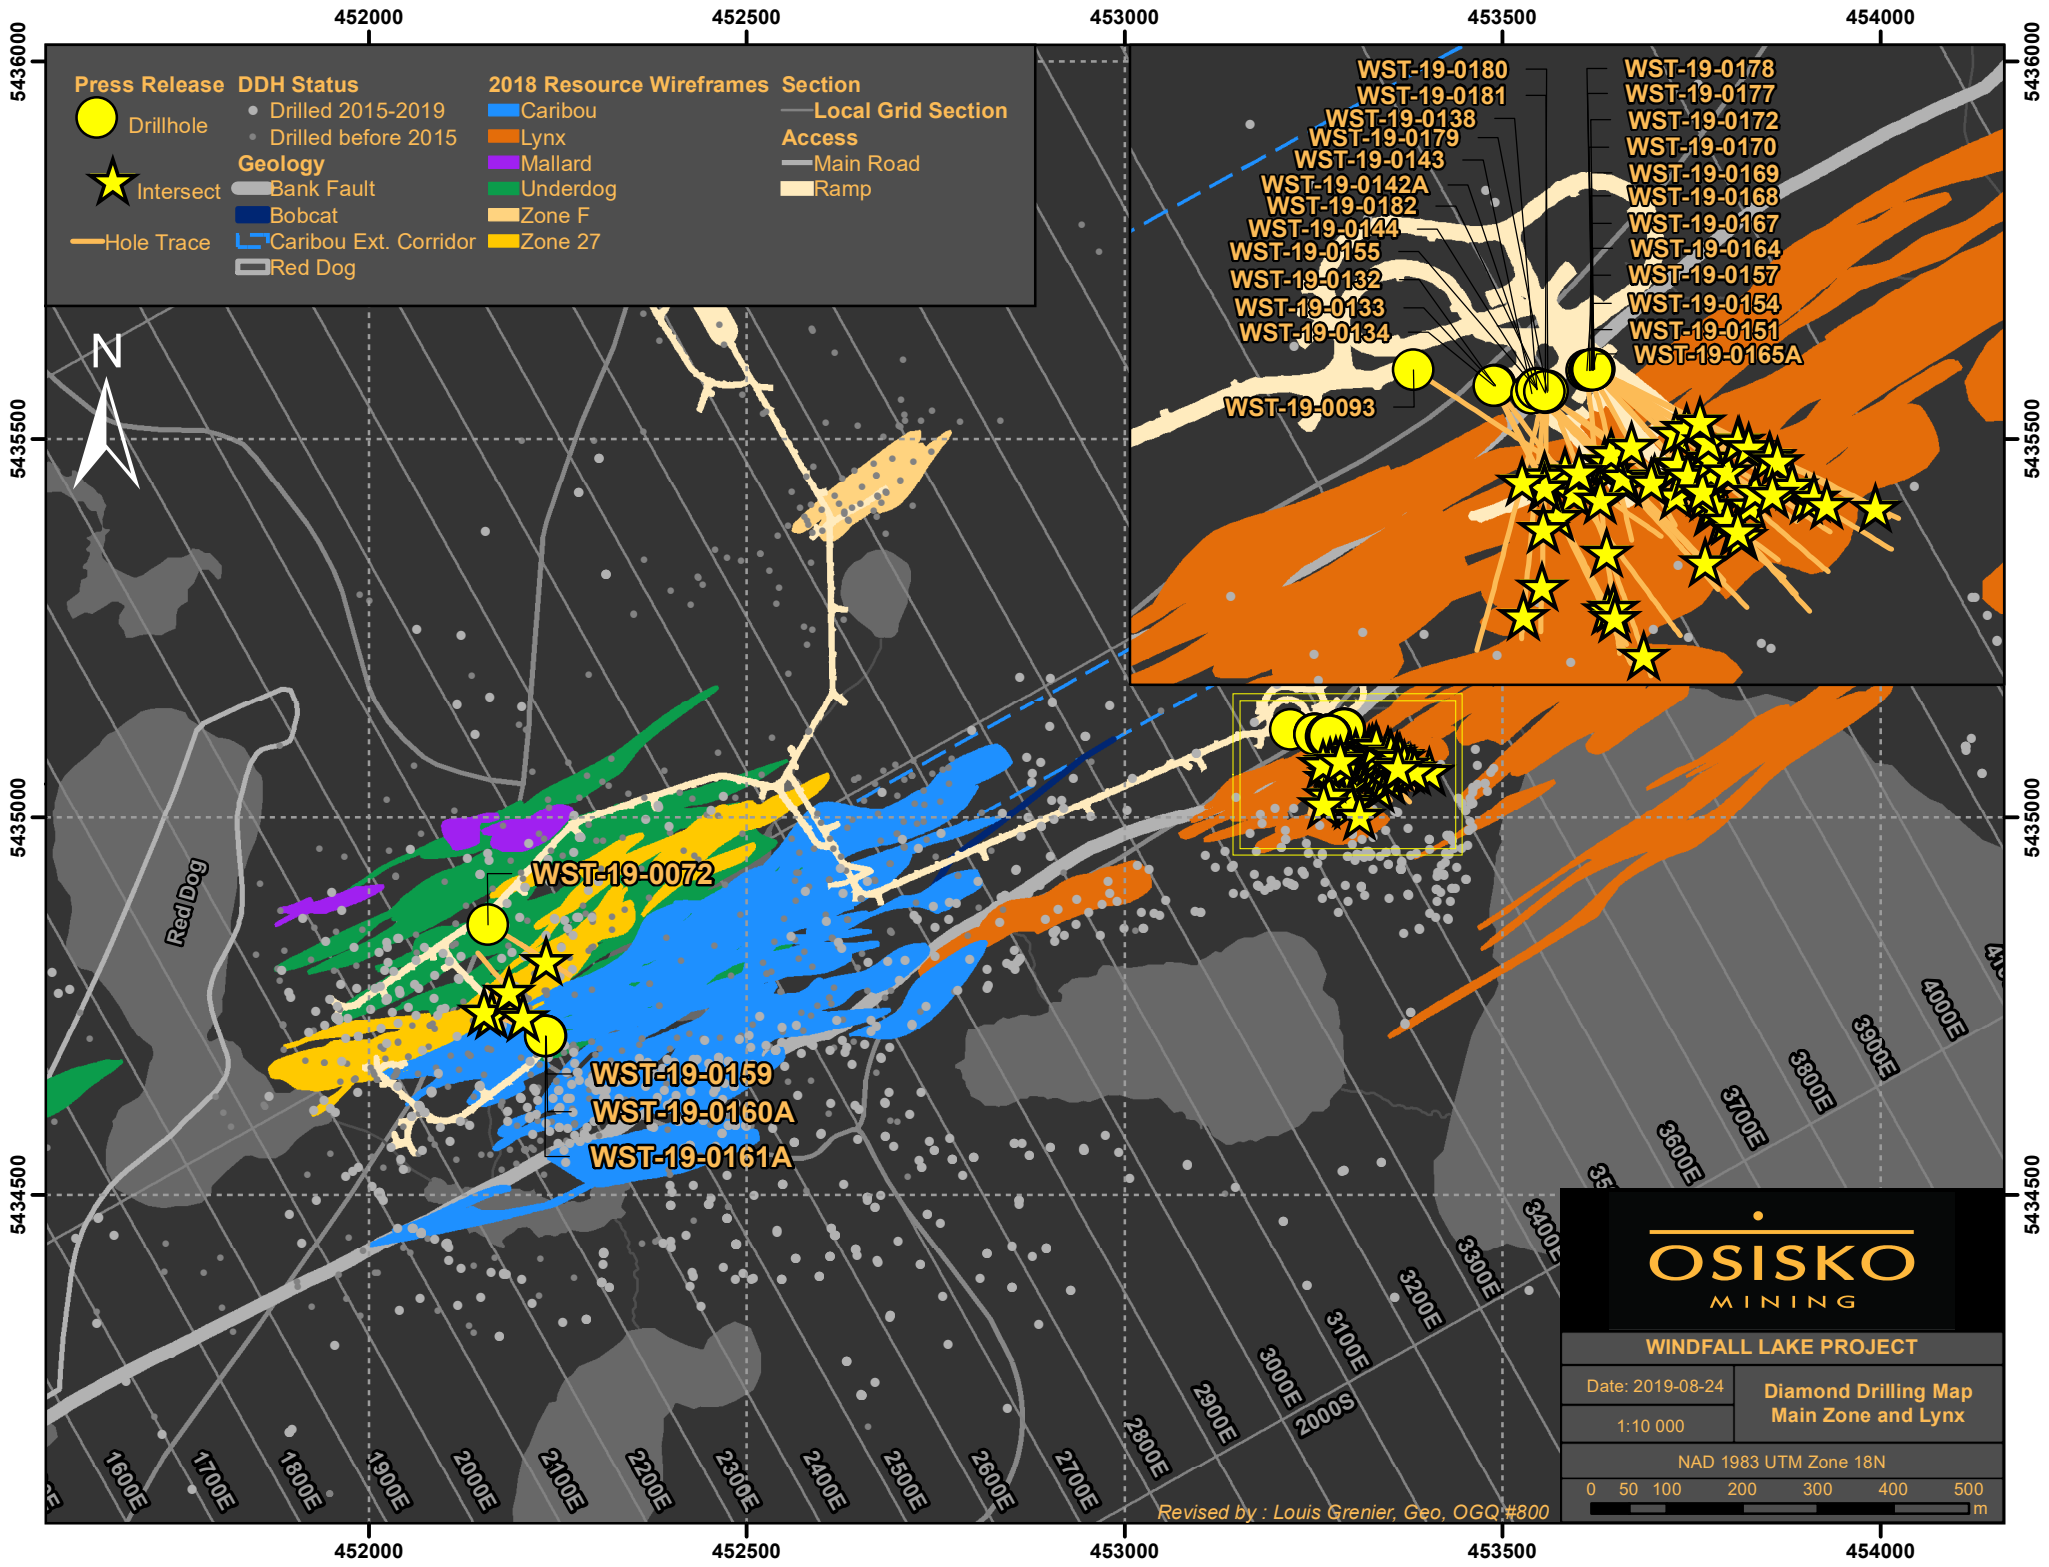 452000 452500 453000 453500 454000
5436000 5436000
Press Release DDH Status 2018 Resource Wireframes Section
Drillhole Drilled 2015-2019 Caribou Local Grid Section
Drilled before 2015 Lynx Access
Geology Mallard Main Road
Intersect Bank Fault Underdog Ramp
Bobcat Zone F
Hole Trace Caribou Ext. Corridor Zone 27
Red Dog
N
WST-19-0180
WST-19-0181
WST-19-0138
WST-19-0179
WST-19-0143
WST-19-0142A
WST-19-0182
WST-19-0144
WST-19-0155
WST-19-0132
WST-19-0133
WST-19-0134
WST-19-0093
WST-19-0178
WST-19-0177
WST-19-0172
WST-19-0170
WST-19-0169
WST-19-0168
WST-19-0167
WST-19-0164
WST-19-0157
WST-19-0154
WST-19-0151
WST-19-0165A
5435500 5435500
5435000 5435000
WST-19-0072
Red Dog
WST-19-0159
WST-19-0160A
WST-19-0161A
5434500 5434500
1600E
1700E
1800E
1900E
2000E
2100E
2200E
2300E
2400E
2500E
2600E
2700E
2800E
2900E
3000E
3100E
3200E
3300E
3400E
3600E
3700E
3800E
3900E
4000E
2000S
OSISKO
MINING
WINDFALL LAKE PROJECT
Date: 2019-08-24
1:10 000
Diamond Drilling Map
Main Zone and Lynx
NAD 1983 UTM Zone 18N
0 50 100 200 300 400 500
m
Revised by : Louis Grenier, Geo, OGQ #800
452000 452500 453000 453500 454000